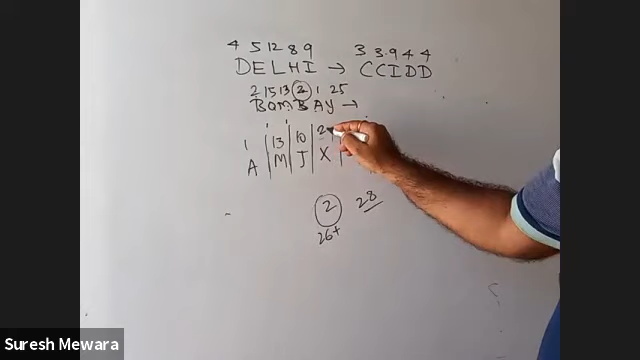 4 5 12 8 9 3 3 9 4 4
DELHI → CCIDD
2 15 13 2 1 25
BOMBAY →
1 13 10
A | M | J | X |
2 28
26+
Suresh Mewara